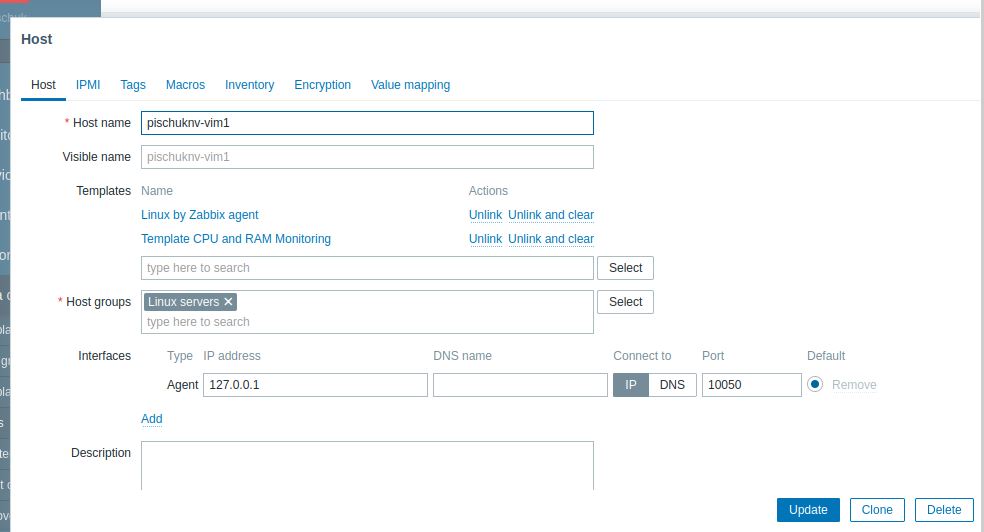 Host
Host IPMI Tags Macros Inventory Encryption Value mapping
* Host name pischuknv-vim1
Visible name pischuknv-vim1
Templates Name Actions
Linux by Zabbix agent Unlink Unlink and clear
Template CPU and RAM Monitoring Unlink Unlink and clear
type here to search Select
* Host groups Linux servers ✕ Select
type here to search
Interfaces Type IP address DNS name Connect to Port Default
Agent 127.0.0.1 IP DNS 10050 Remove
Add
Description
Update Clone Delete